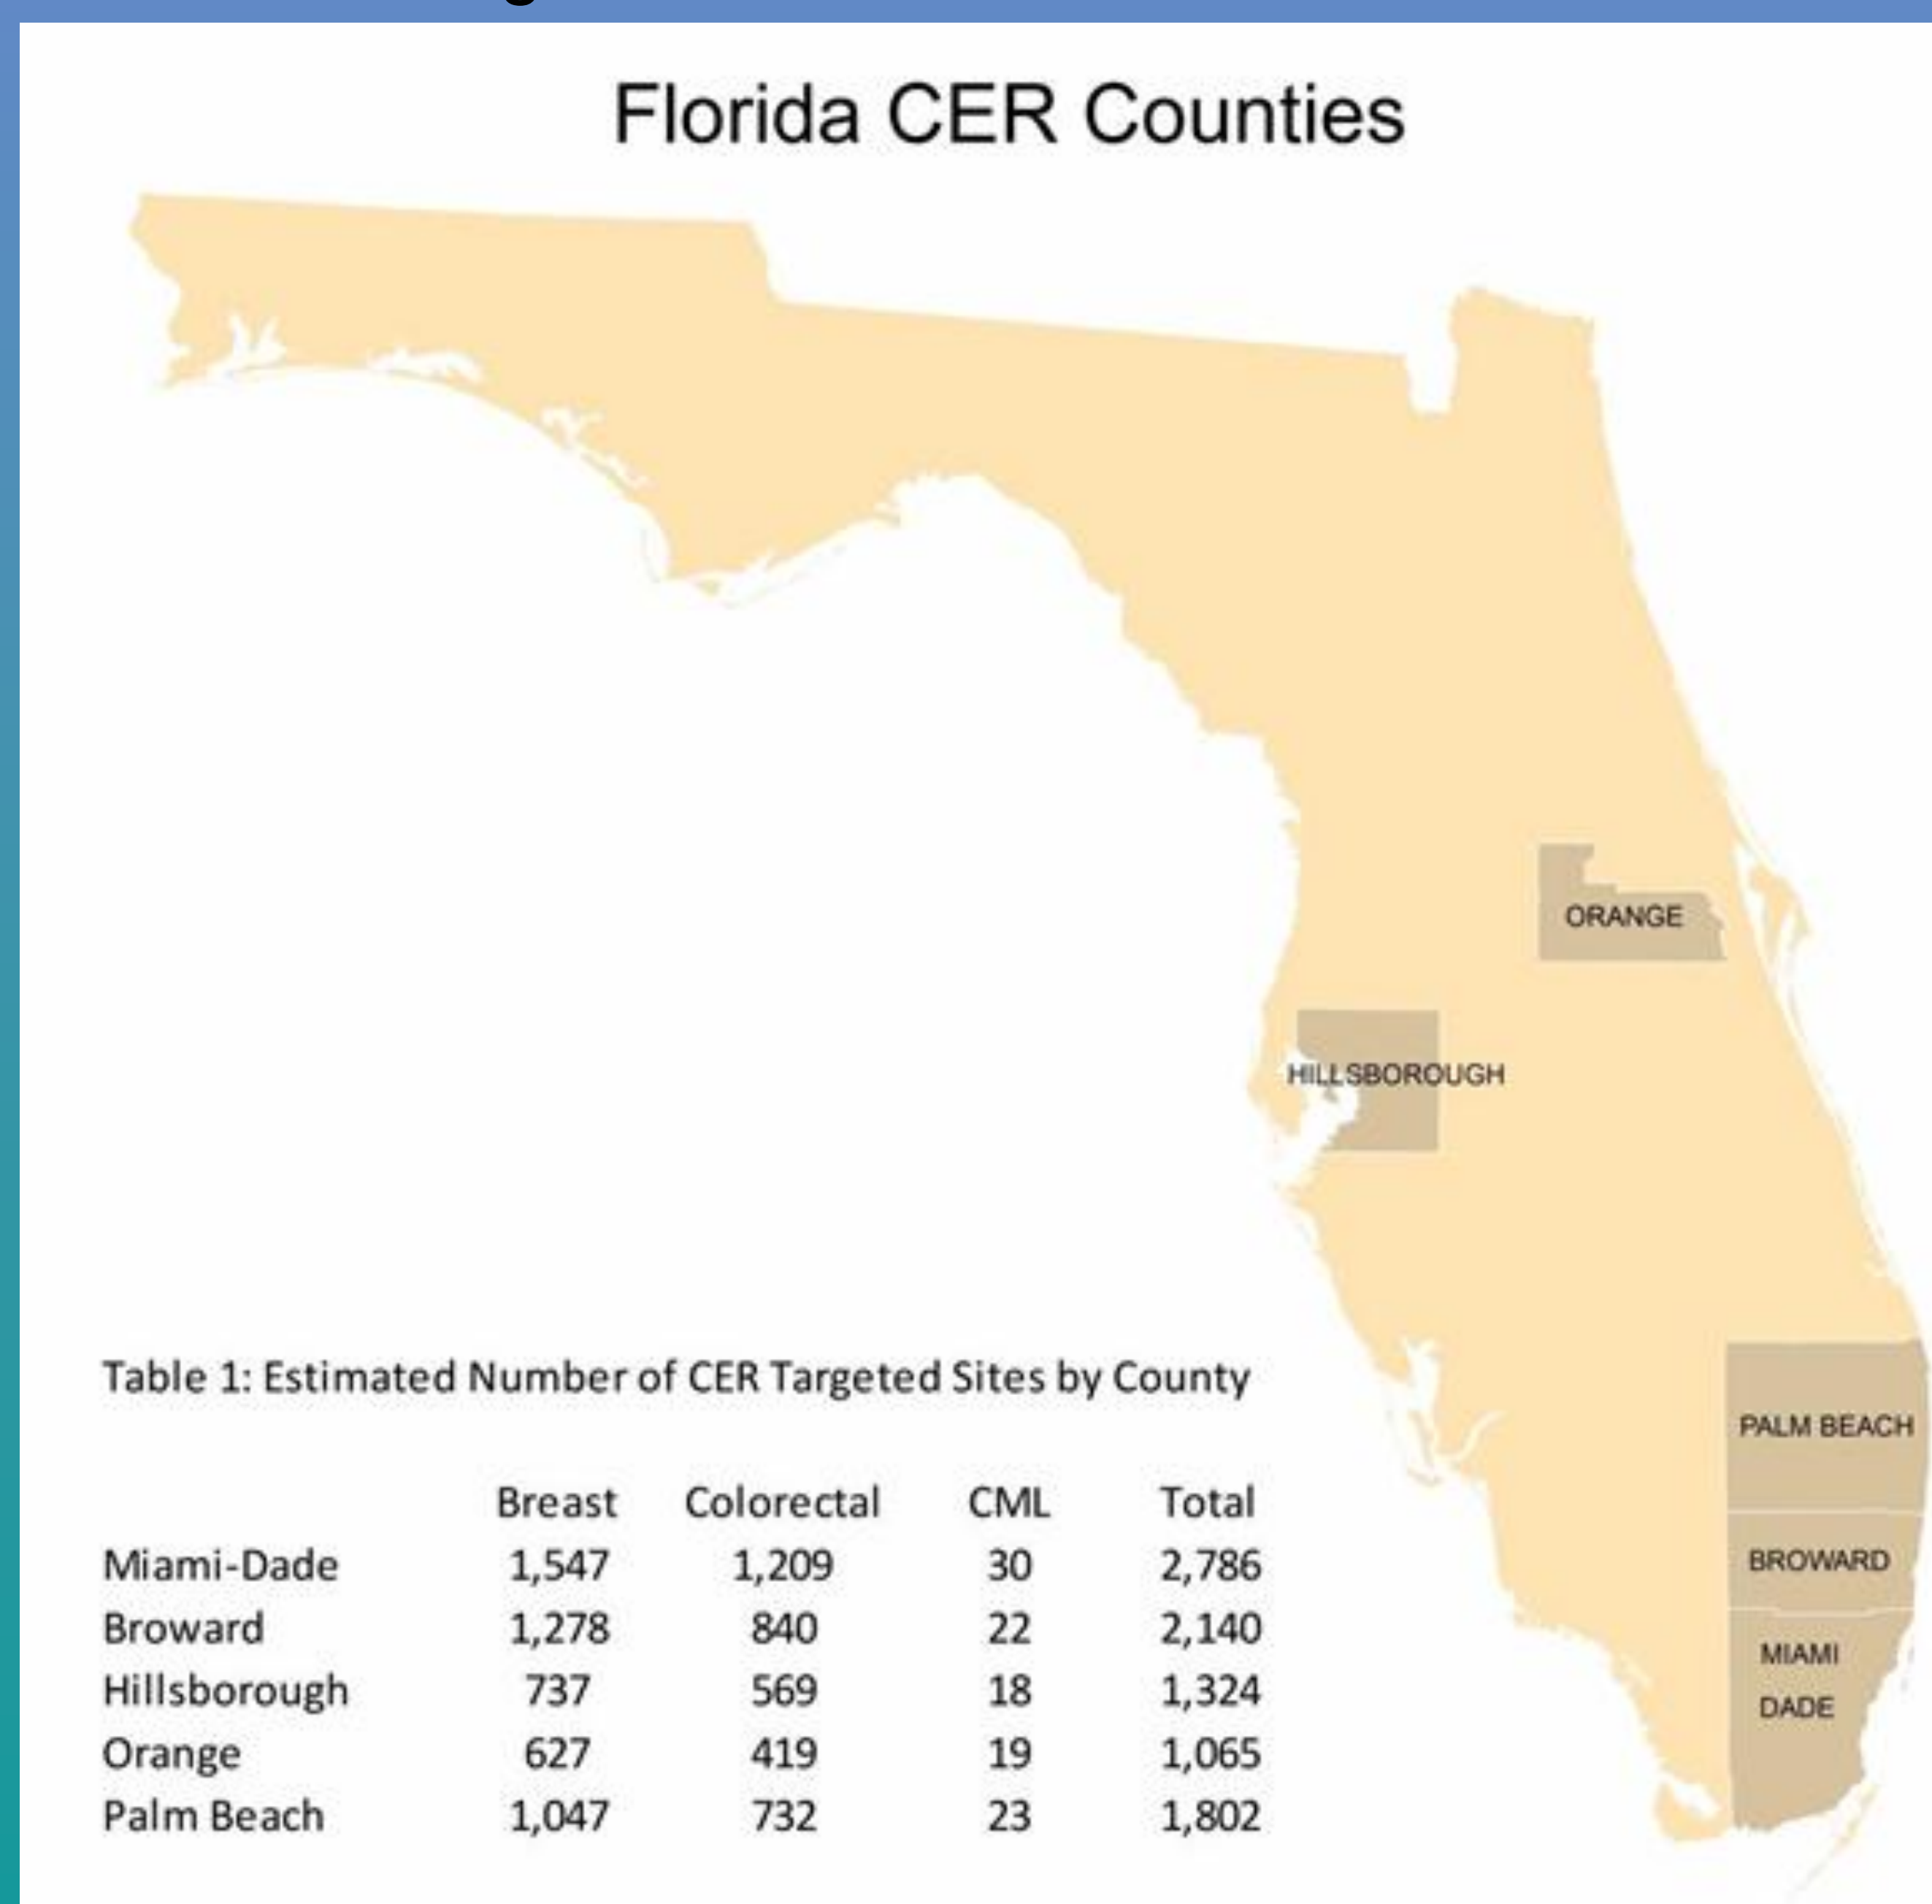 Florida CER Counties
ORANGE
HILLSBOROUGH
PALM BEACH
BROWARD
MIAMI
DADE
Table 1: Estimated Number of CER Targeted Sites by County
Breast Colorectal CML Total
Miami-Dade 1,547 1,209 30 2,786
Broward 1,278 840 22 2,140
Hillsborough 737 569 18 1,324
Orange 627 419 19 1,065
Palm Beach 1,047 732 23 1,802